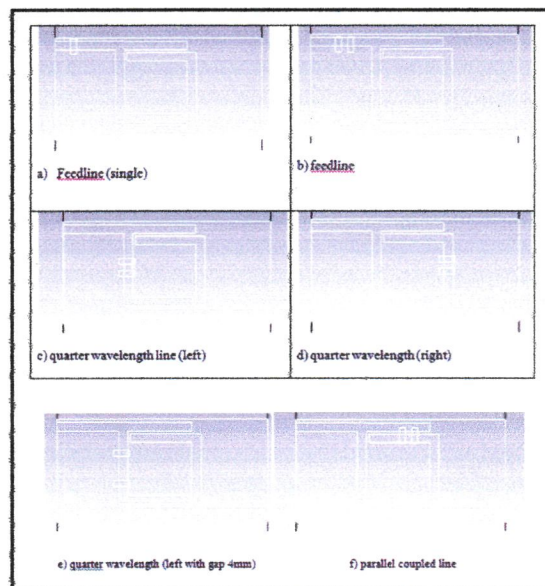 a) Feedline (single)
b) feedline
c) quarter wavelength line (left)
d) quarter wavelength (right)
e) quarter wavelength (left with gap 4mm)
f) parallel coupled line